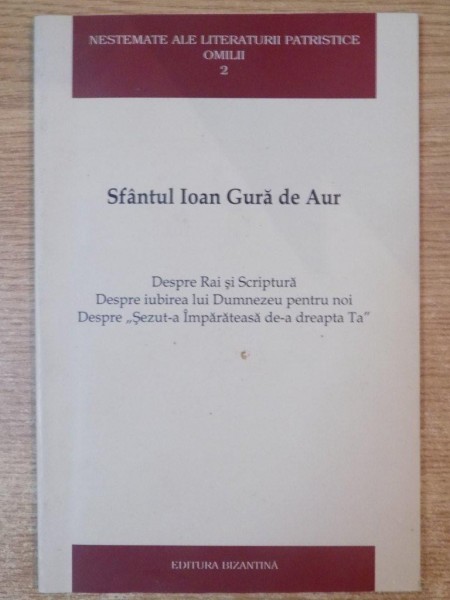 NESTEMATE ALE LITERATURII PATRISTICE
OMILII
2
Sfântul Ioan Gură de Aur
Despre Rai şi Scriptură
Despre iubirea lui Dumnezeu pentru noi
Despre „Şezut-a Împărăteasă de-a dreapta Ta”
EDITURA BIZANTINĂ